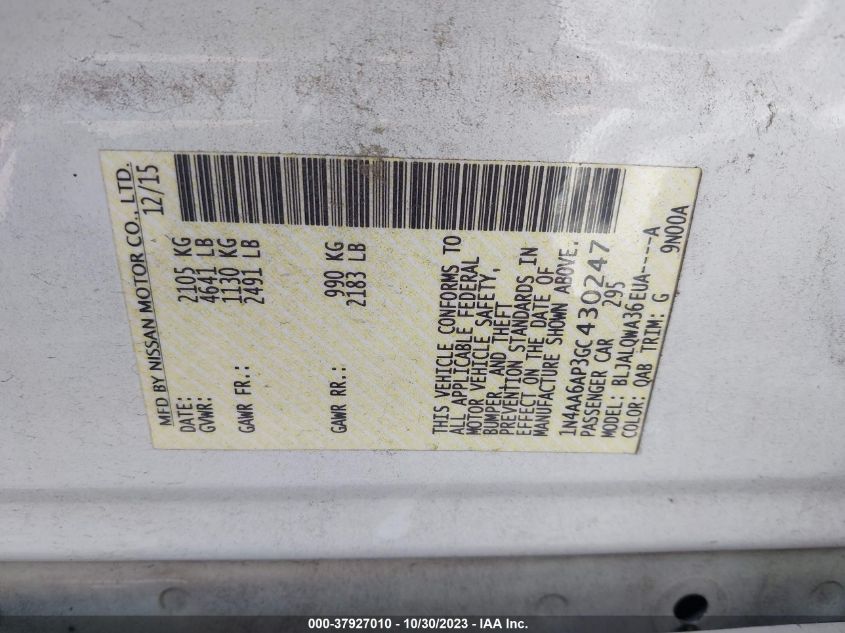 MFD BY NISSAN MOTOR CO., LTD.
DATE: 12/15
GVWR: 2105 KG
4641 LB
GAWR FR.: 1130 KG
2491 LB
GAWR RR.: 990 KG
2183 LB
THIS VEHICLE CONFORMS TO
ALL APPLICABLE FEDERAL
MOTOR VEHICLE SAFETY,
BUMPER, AND THEFT
PREVENTION STANDARDS IN
EFFECT ON THE DATE OF
MANUFACTURE SHOWN ABOVE.
1N4AA6AP3GC430247
PASSENGER CAR 295
MODEL: BLJALQWA36EUA----A
COLOR: QAB TRIM: G 9N00A
000-37927010 - 10/30/2023 - IAA Inc.